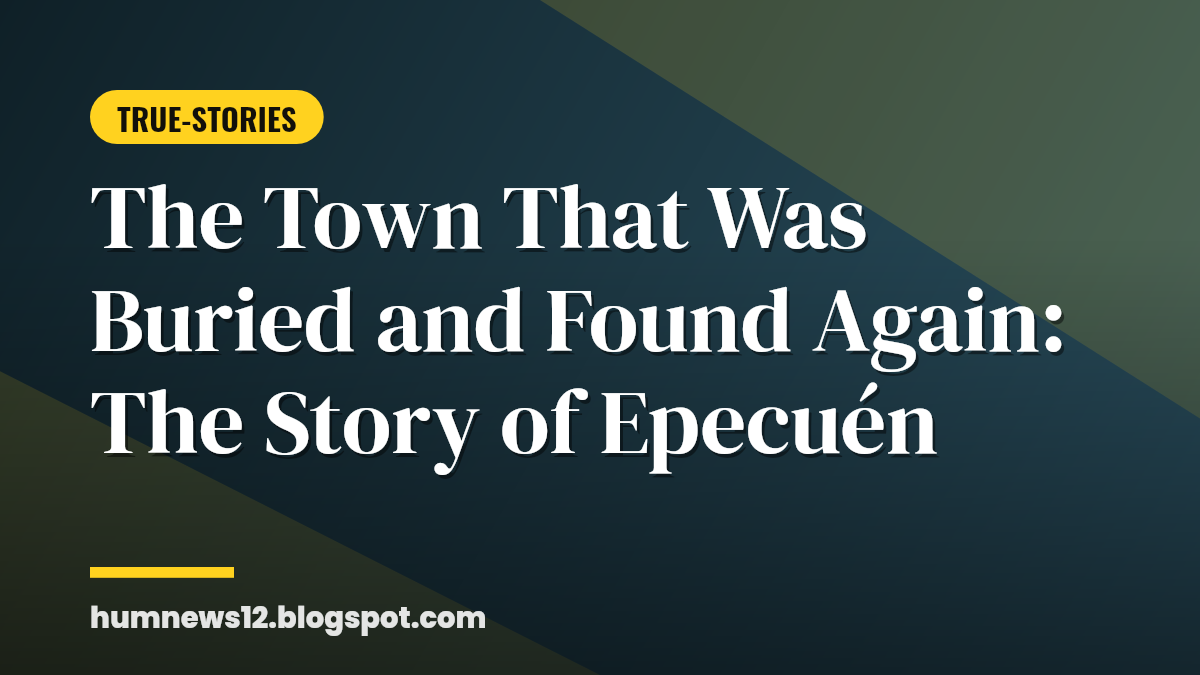 TRUE-STORIES
The Town That Was
Buried and Found Again:
The Story of Epecuén
humnews12.blogspot.com